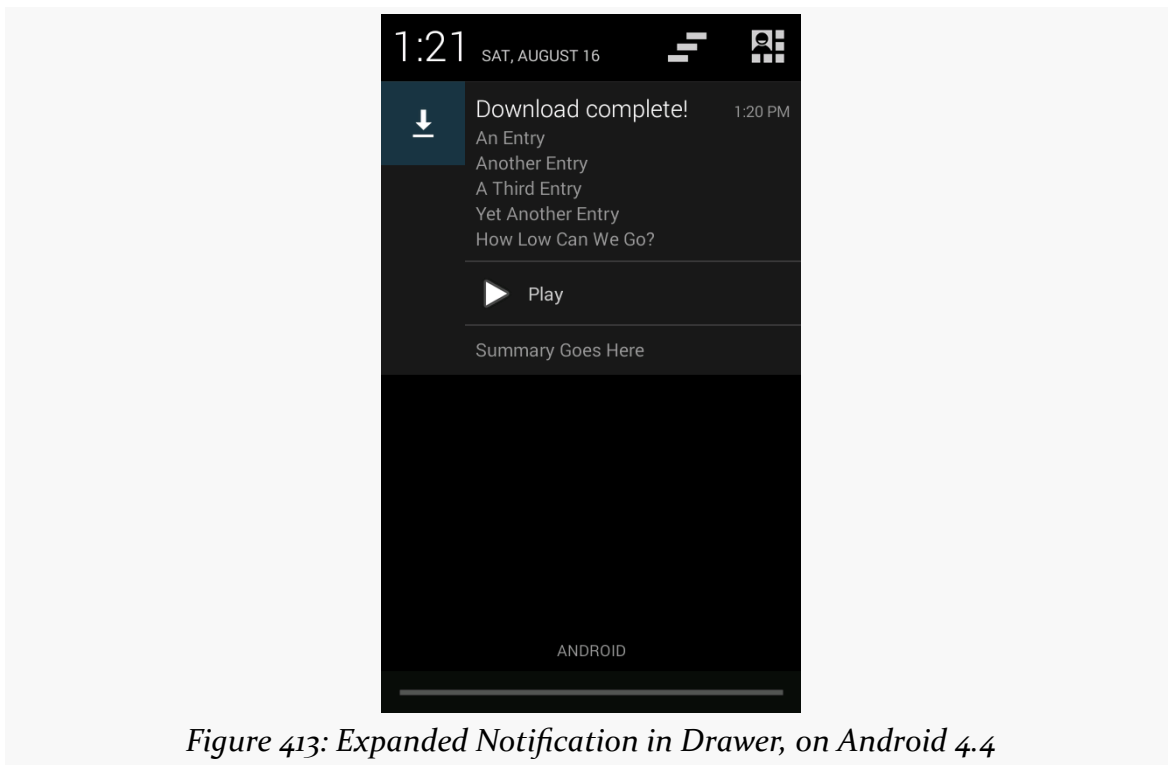 1:21 SAT, AUGUST 16
Download complete! 1:20 PM
An Entry
Another Entry
A Third Entry
Yet Another Entry
How Low Can We Go?
Play
Summary Goes Here
ANDROID
Figure 413: Expanded Notification in Drawer, on Android 4.4